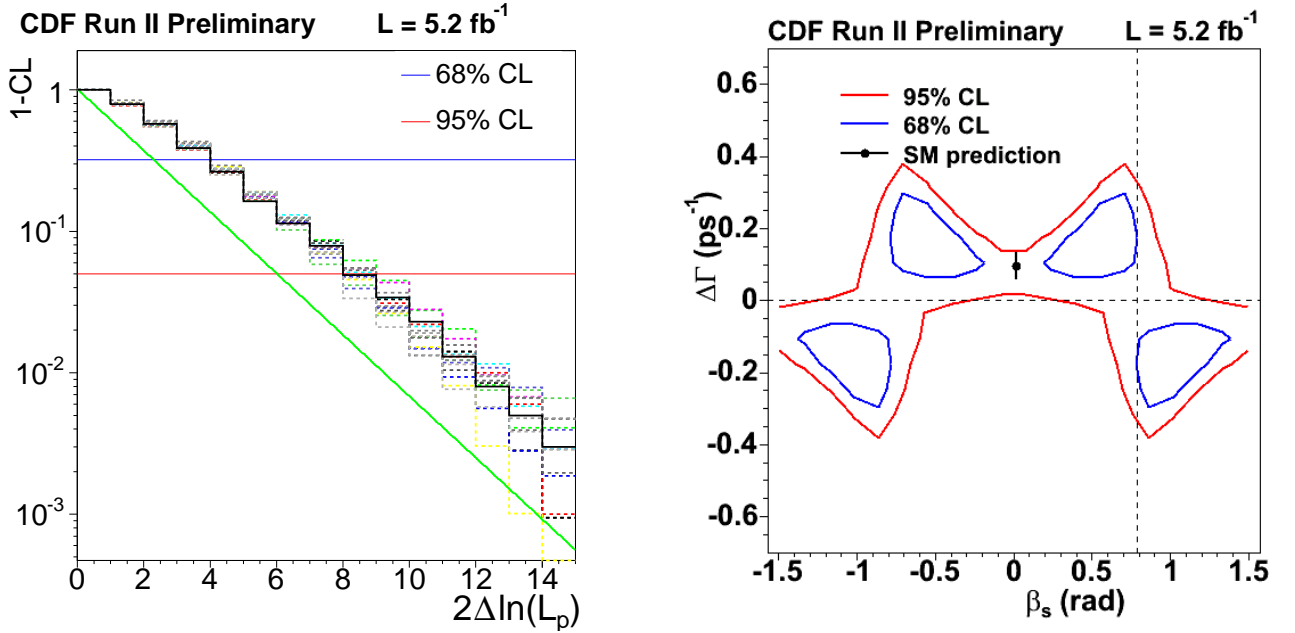 CDF Run II Preliminary L = 5.2 fb⁻¹
1-CL
68% CL
95% CL
1
10⁻¹
10⁻²
10⁻³
0 2 4 6 8 10 12 14
2Δln(Lₚ)
CDF Run II Preliminary L = 5.2 fb⁻¹
ΔΓ (ps⁻¹)
95% CL
68% CL
SM prediction
0.6
0.4
0.2
0
-0.2
-0.4
-0.6
-1.5 -1 -0.5 0 0.5 1 1.5
βₛ (rad)